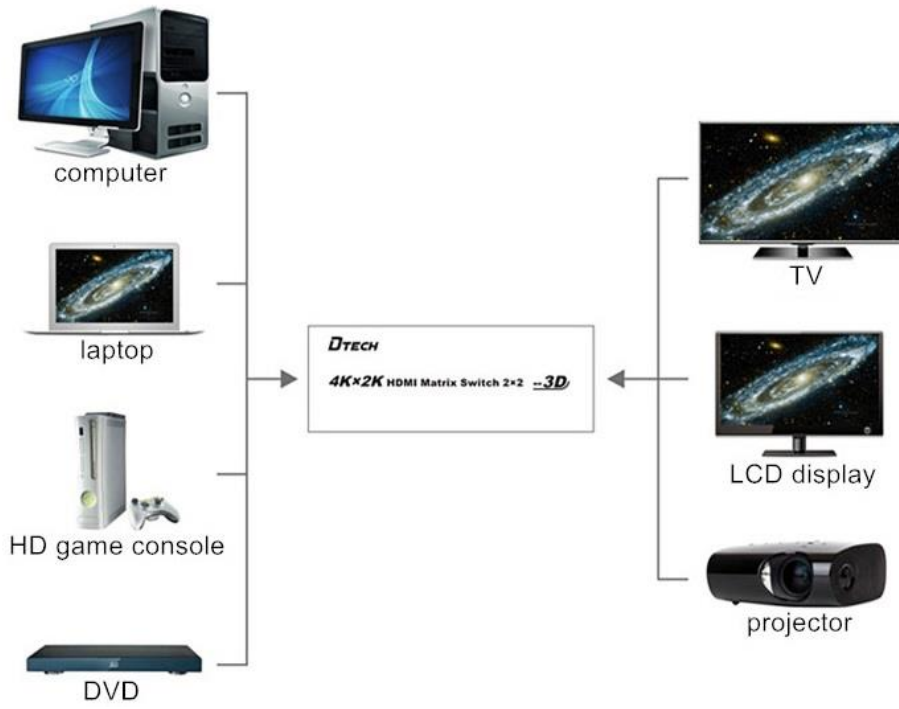 computer
laptop
HD game console
DVD
DTECH
4K×2K HDMI Matrix Switch 2×2 --3D
TV
LCD display
projector